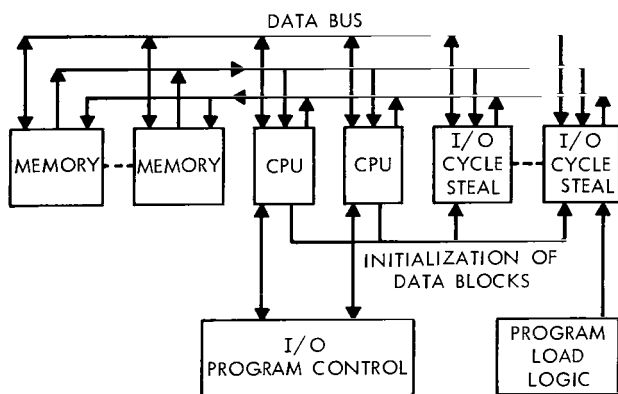 DATA BUS
MEMORY
MEMORY
CPU
CPU
I/O
CYCLE
STEAL
I/O
CYCLE
STEAL
INITIALIZATION OF
DATA BLOCKS
I/O
PROGRAM CONTROL
PROGRAM
LOAD
LOGIC